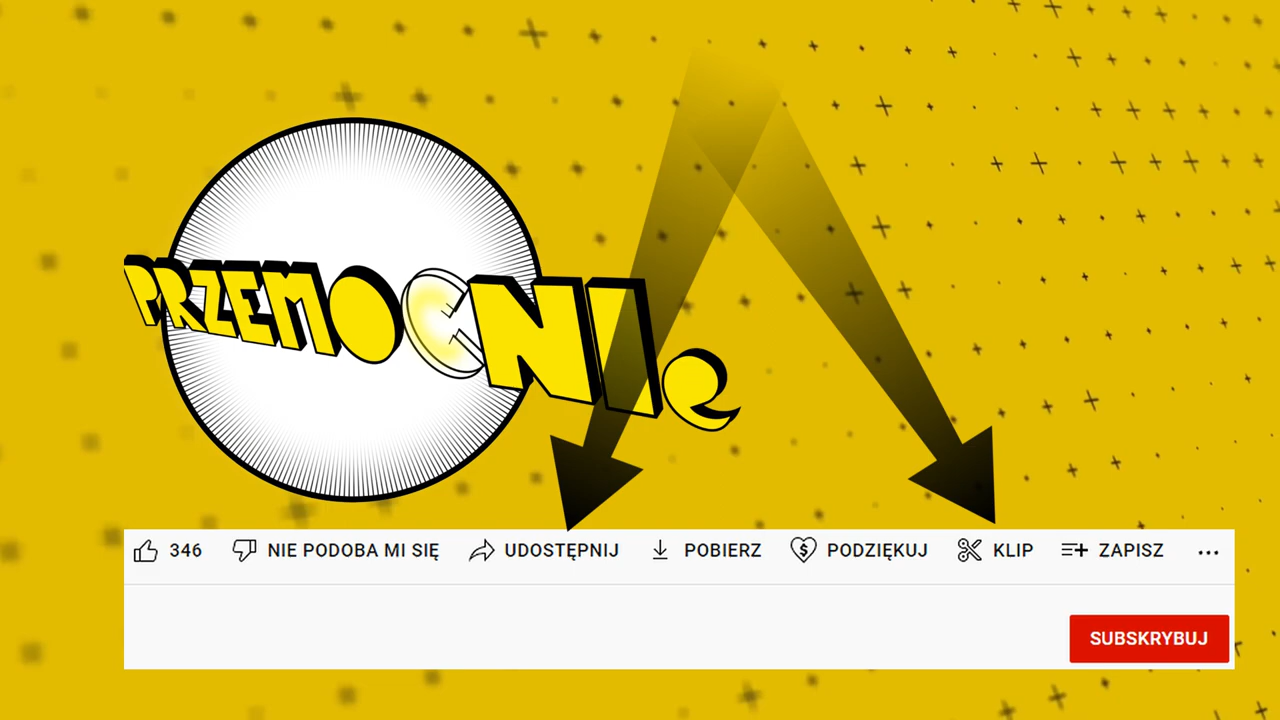 PRZEMOCNIe
346 NIE PODOBA MI SIĘ UDOSTĘPNIJ POBIERZ PODZIĘKUJ KLIP ZAPISZ ...
SUBSKRYBUJ